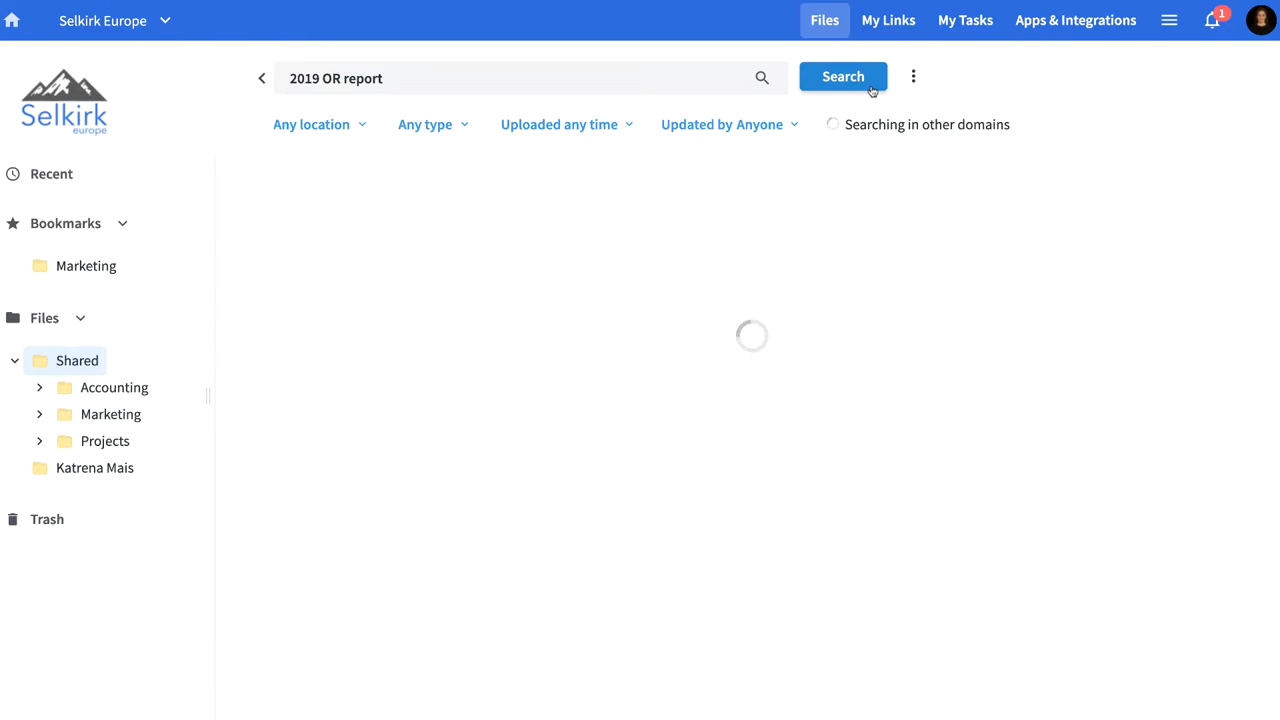 Selkirk Europe
Files
My Links
My Tasks
Apps & Integrations
1
Selkirk
europe
2019 OR report
Search
Any location
Any type
Uploaded any time
Updated by Anyone
Searching in other domains
Recent
Bookmarks
Marketing
Files
Shared
Accounting
Marketing
Projects
Katrena Mais
Trash